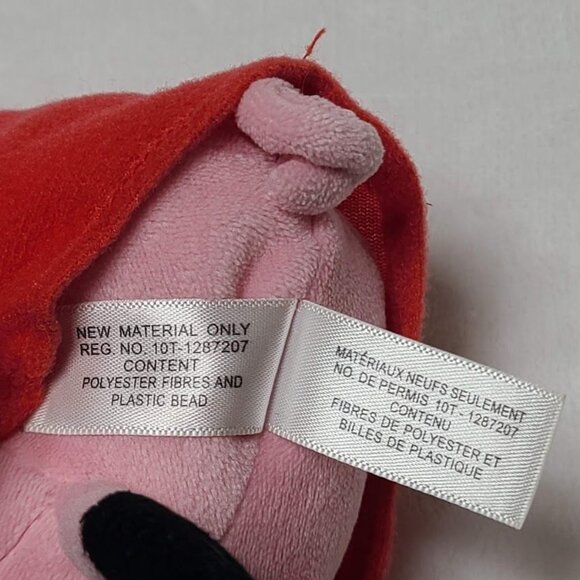 NEW MATERIAL ONLY
REG. NO. 10T-1287207
CONTENT
POLYESTER FIBRES AND
PLASTIC BEAD
MATÉRIAUX NEUFS SEULEMENT
NO. DE PERMIS 10T - 1287207
CONTENU
FIBRES DE POLYESTER ET
BILLES DE PLASTIQUE